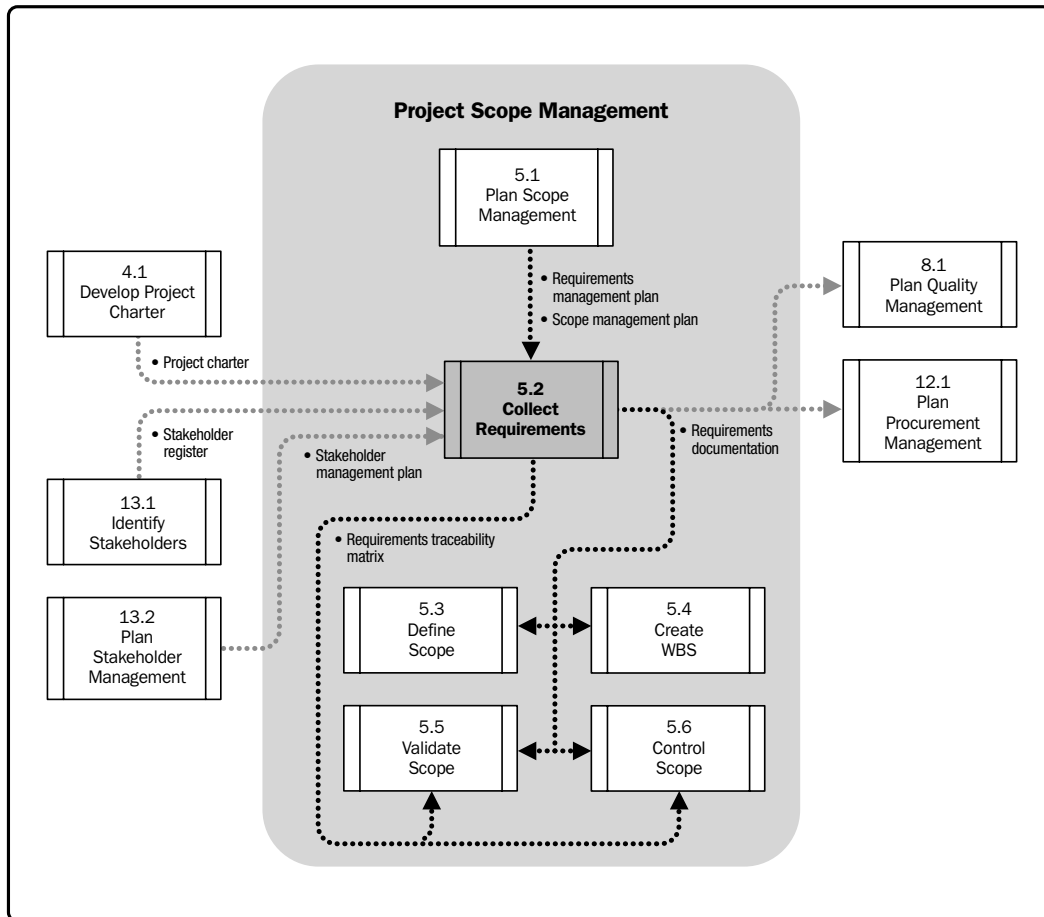 Project Scope Management
5.1
Plan Scope
Management
• Requirements
management plan
• Scope management plan
4.1
Develop Project
Charter
• Project charter
8.1
Plan Quality
Management
5.2
Collect
Requirements
12.1
Plan
Procurement
Management
• Stakeholder
register
• Stakeholder
management plan
• Requirements
documentation
13.1
Identify
Stakeholders
• Requirements traceability
matrix
13.2
Plan
Stakeholder
Management
5.3
Define
Scope
5.4
Create
WBS
5.5
Validate
Scope
5.6
Control
Scope